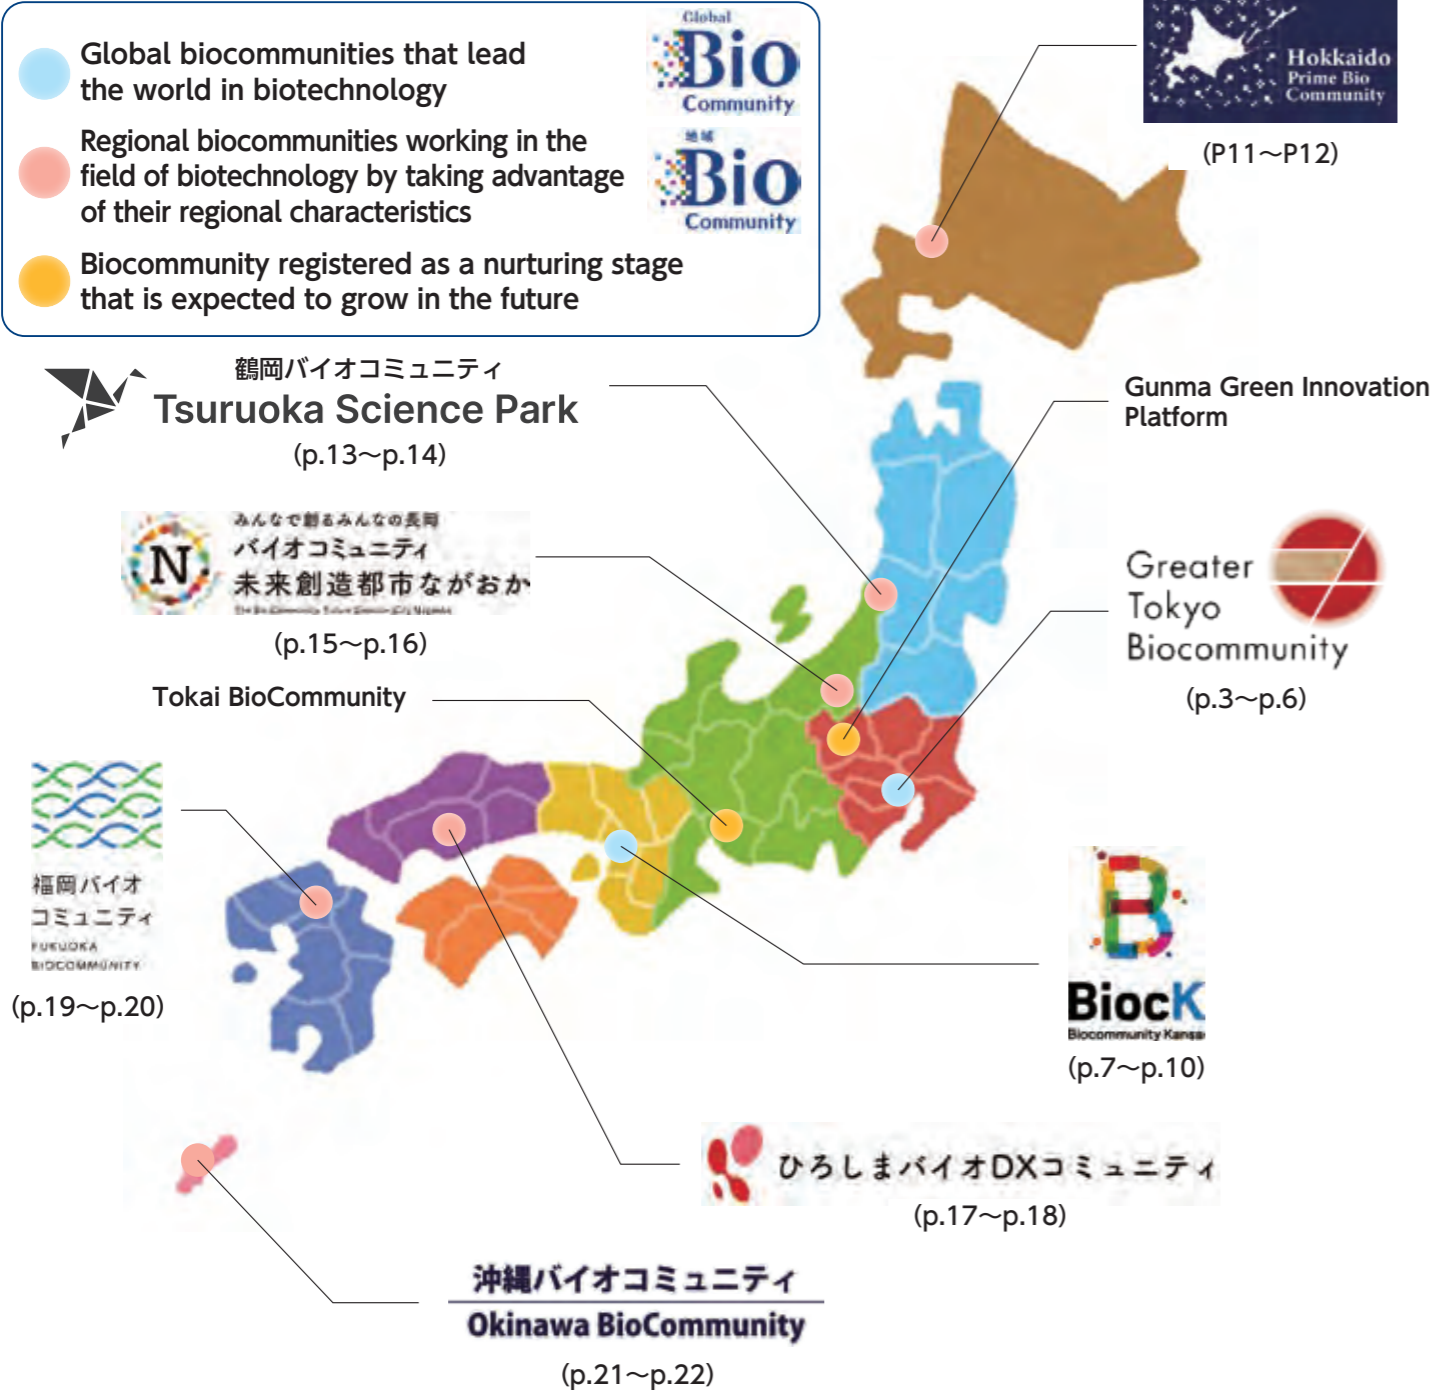 Global biocommunities that lead
the world in biotechnology
Global
Bio
Community
Regional biocommunities working in the
field of biotechnology by taking advantage
of their regional characteristics
地域
Bio
Community
Biocommunity registered as a nurturing stage
that is expected to grow in the future
Hokkaido
Prime Bio
Community
(P11～P12)
鶴岡バイオコミュニティ
Tsuruoka Science Park
(p.13～p.14)
Gunma Green Innovation
Platform
N
みんなで創るみんなの長岡
バイオコミュニティ
未来創造都市ながおか
(p.15～p.16)
Greater
Tokyo
Biocommunity
(p.3～p.6)
Tokai BioCommunity
福岡バイオ
コミュニティ
FUKUOKA
BIOCOMMUNITY
(p.19～p.20)
B
BiocK
Biocommunity Kansai
(p.7～p.10)
ひろしまバイオDXコミュニティ
(p.17～p.18)
沖縄バイオコミュニティ
Okinawa BioCommunity
(p.21～p.22)